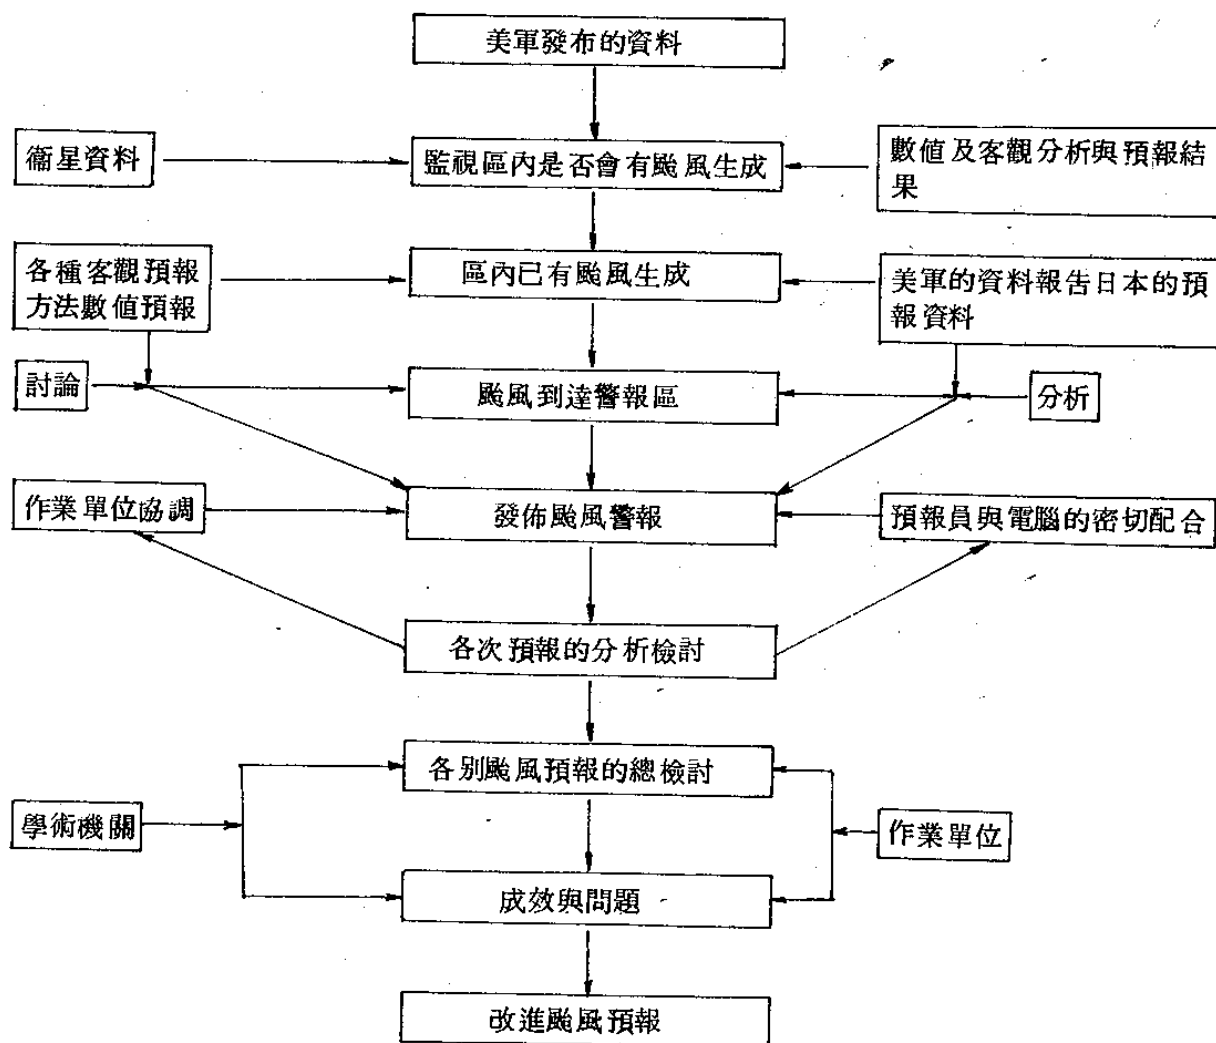 美軍發布的資料
衞星資料
監視區內是否會有颱風生成
數值及客觀分析與預報結
果
各種客觀預報
方法數值預報
區內已有颱風生成
美軍的資料報告日本的預
報資料
討論
颱風到達警報區
分析
作業單位協調
發佈颱風警報
預報員與電腦的密切配合
各次預報的分析檢討
各別颱風預報的總檢討
學術機關
作業單位
成效與問題
改進颱風預報